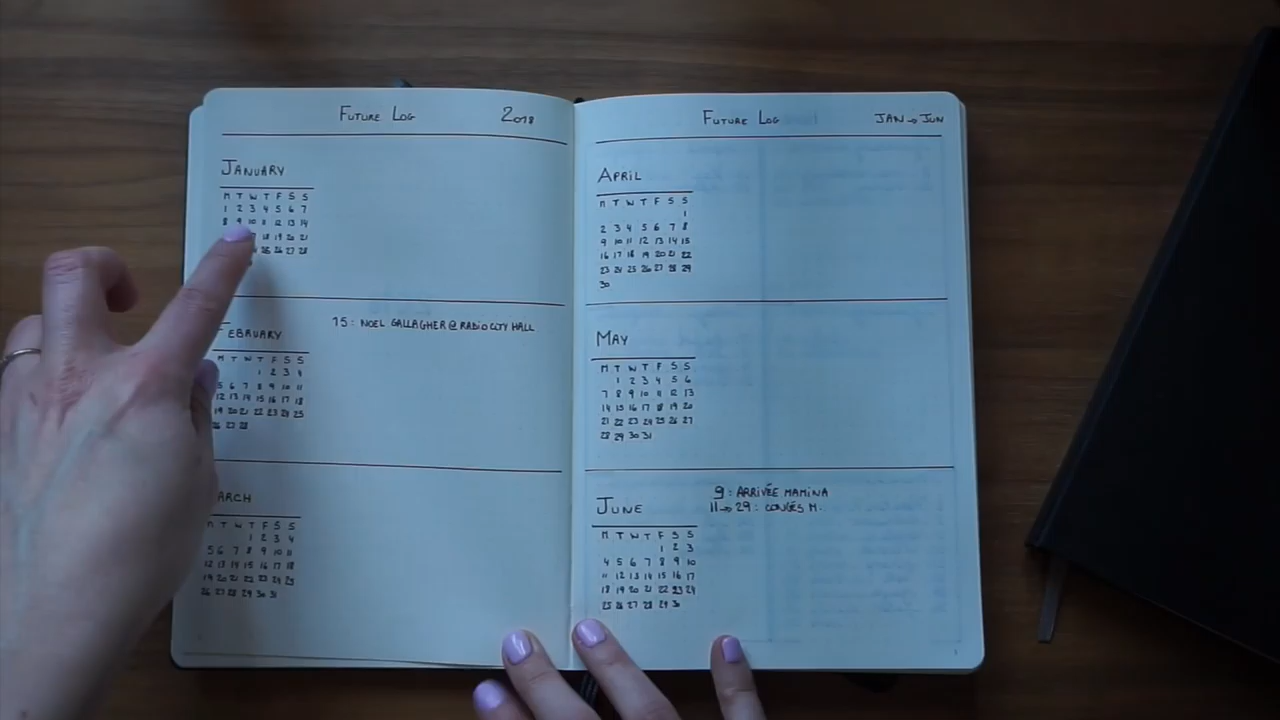 FUTURE LOG 2018
JANUARY
M T W T F S S
1 2 3 4 5 6 7
8 9 10 11 12 13 14
18 19 20 21
25 26 27 28
FEBRUARY
15 : NOEL GALLAGHER @ RADIO CITY HALL
M T W T F S S
1 2 3 4
5 6 7 8 9 10 11
12 13 14 15 16 17 18
19 20 21 22 23 24 25
26 27 28
ARCH
M T W T F S S
1 2 3 4
5 6 7 8 9 10 11
12 13 14 15 16 17 18
19 20 21 22 23 24 25
26 27 28 29 30 31
FUTURE LOG JAN → JUN
APRIL
M T W T F S S
1
2 3 4 5 6 7 8
9 10 11 12 13 14 15
16 17 18 19 20 21 22
23 24 25 26 27 28 29
30
MAY
M T W T F S S
1 2 3 4 5 6
7 8 9 10 11 12 13
14 15 16 17 18 19 20
21 22 23 24 25 26 27
28 29 30 31
JUNE
9 : ARRIVÉE MAMINA
11 → 29 : CONGÉS M.
M T W T F S S
1 2 3
4 5 6 7 8 9 10
11 12 13 14 15 16 17
18 19 20 21 22 23 24
25 26 27 28 29 30
1